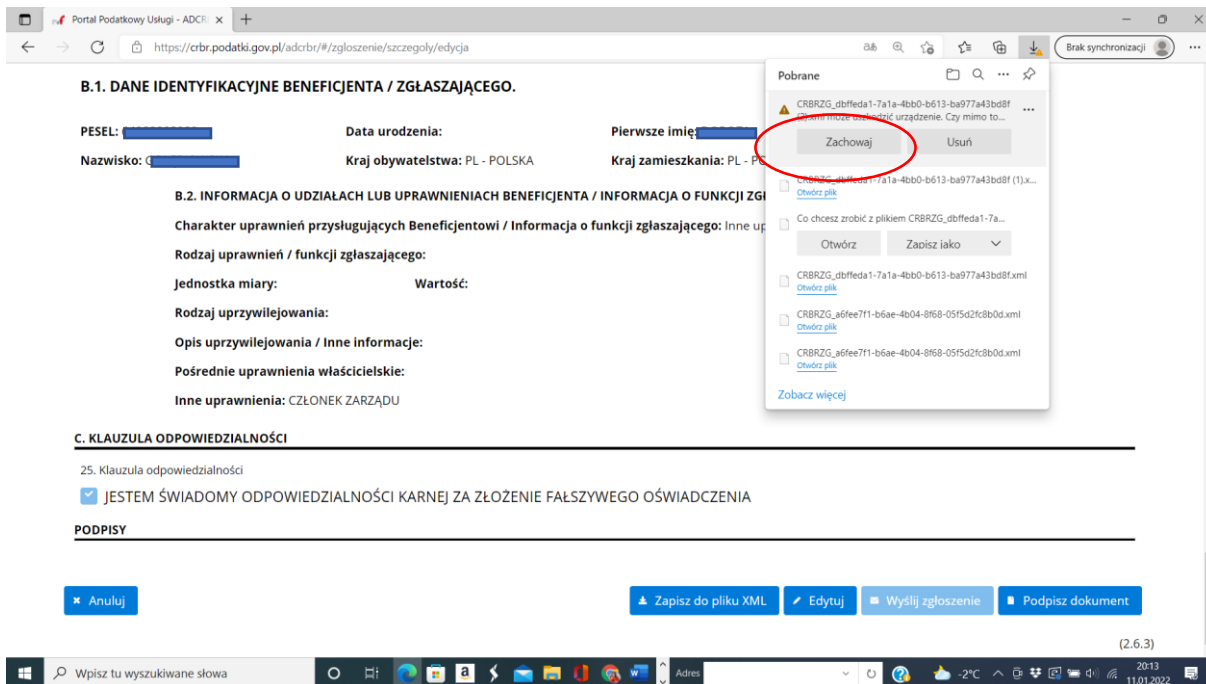 Portal Podatkowy Usługi - ADCR
https://crbr.podatki.gov.pl/adcrbr/#/zgloszenie/szczegoly/edycja
Brak synchronizacji
B.1. DANE IDENTYFIKACYJNE BENEFICJENTA / ZGŁASZAJĄCEGO.
PESEL: Data urodzenia: Pierwsze imię:
Nazwisko: Kraj obywatelstwa: PL - POLSKA Kraj zamieszkania: PL - PO
B.2. INFORMACJA O UDZIAŁACH LUB UPRAWNIENIACH BENEFICJENTA / INFORMACJA O FUNKCJI ZGŁ
Charakter uprawnień przysługujących Beneficjentowi / Informacja o funkcji zgłaszającego: Inne up
Rodzaj uprawnień / funkcji zgłaszającego:
Jednostka miary: Wartość:
Rodzaj uprzywilejowania:
Opis uprzywilejowania / Inne informacje:
Pośrednie uprawnienia właścicielskie:
Inne uprawnienia: CZŁONEK ZARZĄDU
Pobrane
CRBRZG_dbffeda1-7a1a-4bb0-b613-ba977a43bd8f
(2).xml może uszkodzić urządzenie. Czy mimo to...
Zachowaj Usuń
CRBRZG_dbffeda1-7a1a-4bb0-b613-ba977a43bd8f (1).x...
Otwórz plik
Co chcesz zrobić z plikiem CRBRZG_dbffeda1-7a...
Otwórz Zapisz jako
CRBRZG_dbffeda1-7a1a-4bb0-b613-ba977a43bd8f.xml
Otwórz plik
CRBRZG_a6fee7f1-b6ae-4b04-8f68-05f5d2fc8b0d.xml
Otwórz plik
CRBRZG_a6fee7f1-b6ae-4b04-8f68-05f5d2fc8b0d.xml
Otwórz plik
Zobacz więcej
C. KLAUZULA ODPOWIEDZIALNOŚCI
25. Klauzula odpowiedzialności
JESTEM ŚWIADOMY ODPOWIEDZIALNOŚCI KARNEJ ZA ZŁOŻENIE FAŁSZYWEGO OŚWIADCZENIA
PODPISY
Anuluj Zapisz do pliku XML Edytuj Wyślij zgłoszenie Podpisz dokument
(2.6.3)
Wpisz tu wyszukiwane słowa Adres -2°C 20:13
11.01.2022